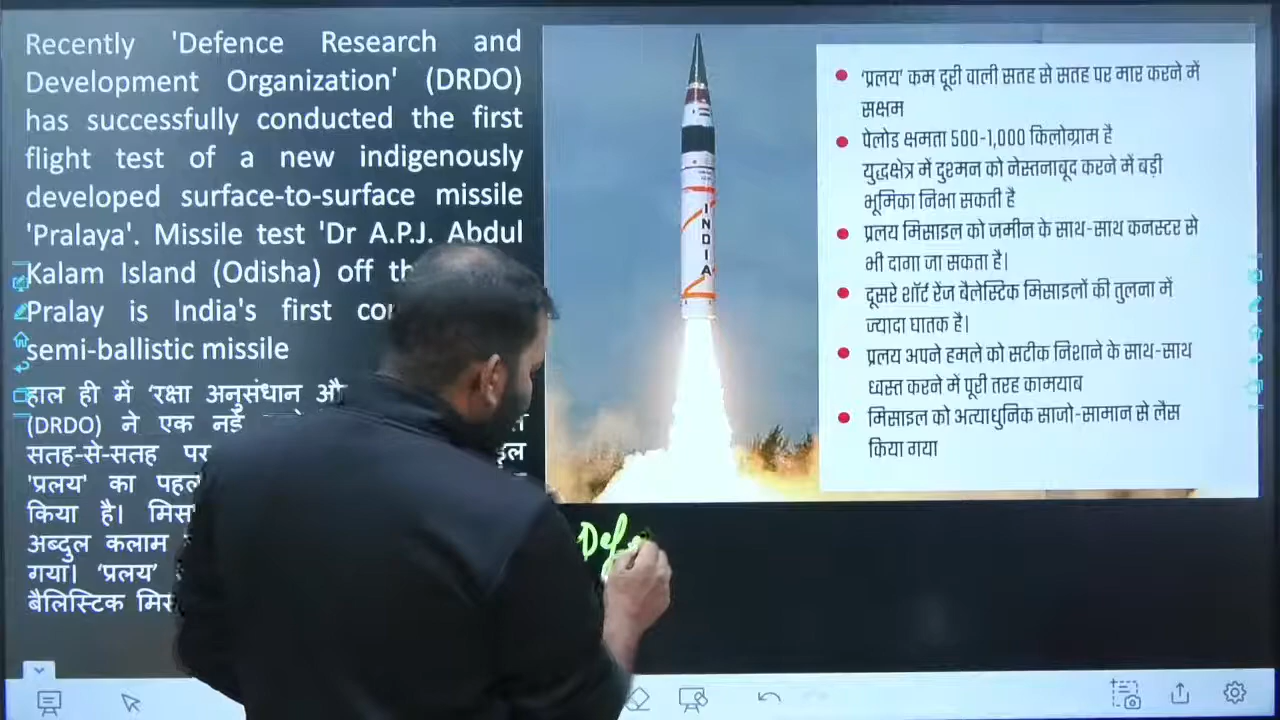 Recently 'Defence Research and
Development Organization' (DRDO)
has successfully conducted the first
flight test of a new indigenously
developed surface-to-surface missile
'Pralaya'. Missile test 'Dr A.P.J. Abdul
Kalam Island (Odisha) off
Pralay is India's first
semi-ballistic missile
हाल ही में 'रक्षा अनुसंधान
(DRDO) ने एक नई
सतह-से-सतह पर
'प्रलय' का
किया है।
अब्दुल कलाम
गया। 'प्रलय'
बैलिस्टिक
INDIA
'प्रलय' कम दूरी वाली सतह से सतह पर मार करने में
सक्षम
पेलोड क्षमता 500-1,000 किलोग्राम है
युद्धक्षेत्र में दुश्मन को नेस्तनाबूद करने में बड़ी
भूमिका निभा सकती है
प्रलय मिसाइल को जमीन के साथ-साथ कनस्टर से
भी दागा जा सकता है।
दूसरे शॉर्ट रेंज बैलेस्टिक मिसाइलों की तुलना में
ज्यादा घातक है।
प्रलय अपने हमले को सटीक निशाने के साथ-साथ
ध्वस्त करने में पूरी तरह कामयाब
मिसाइल को अत्याधुनिक साजो-सामान से लैस
किया गया
Def